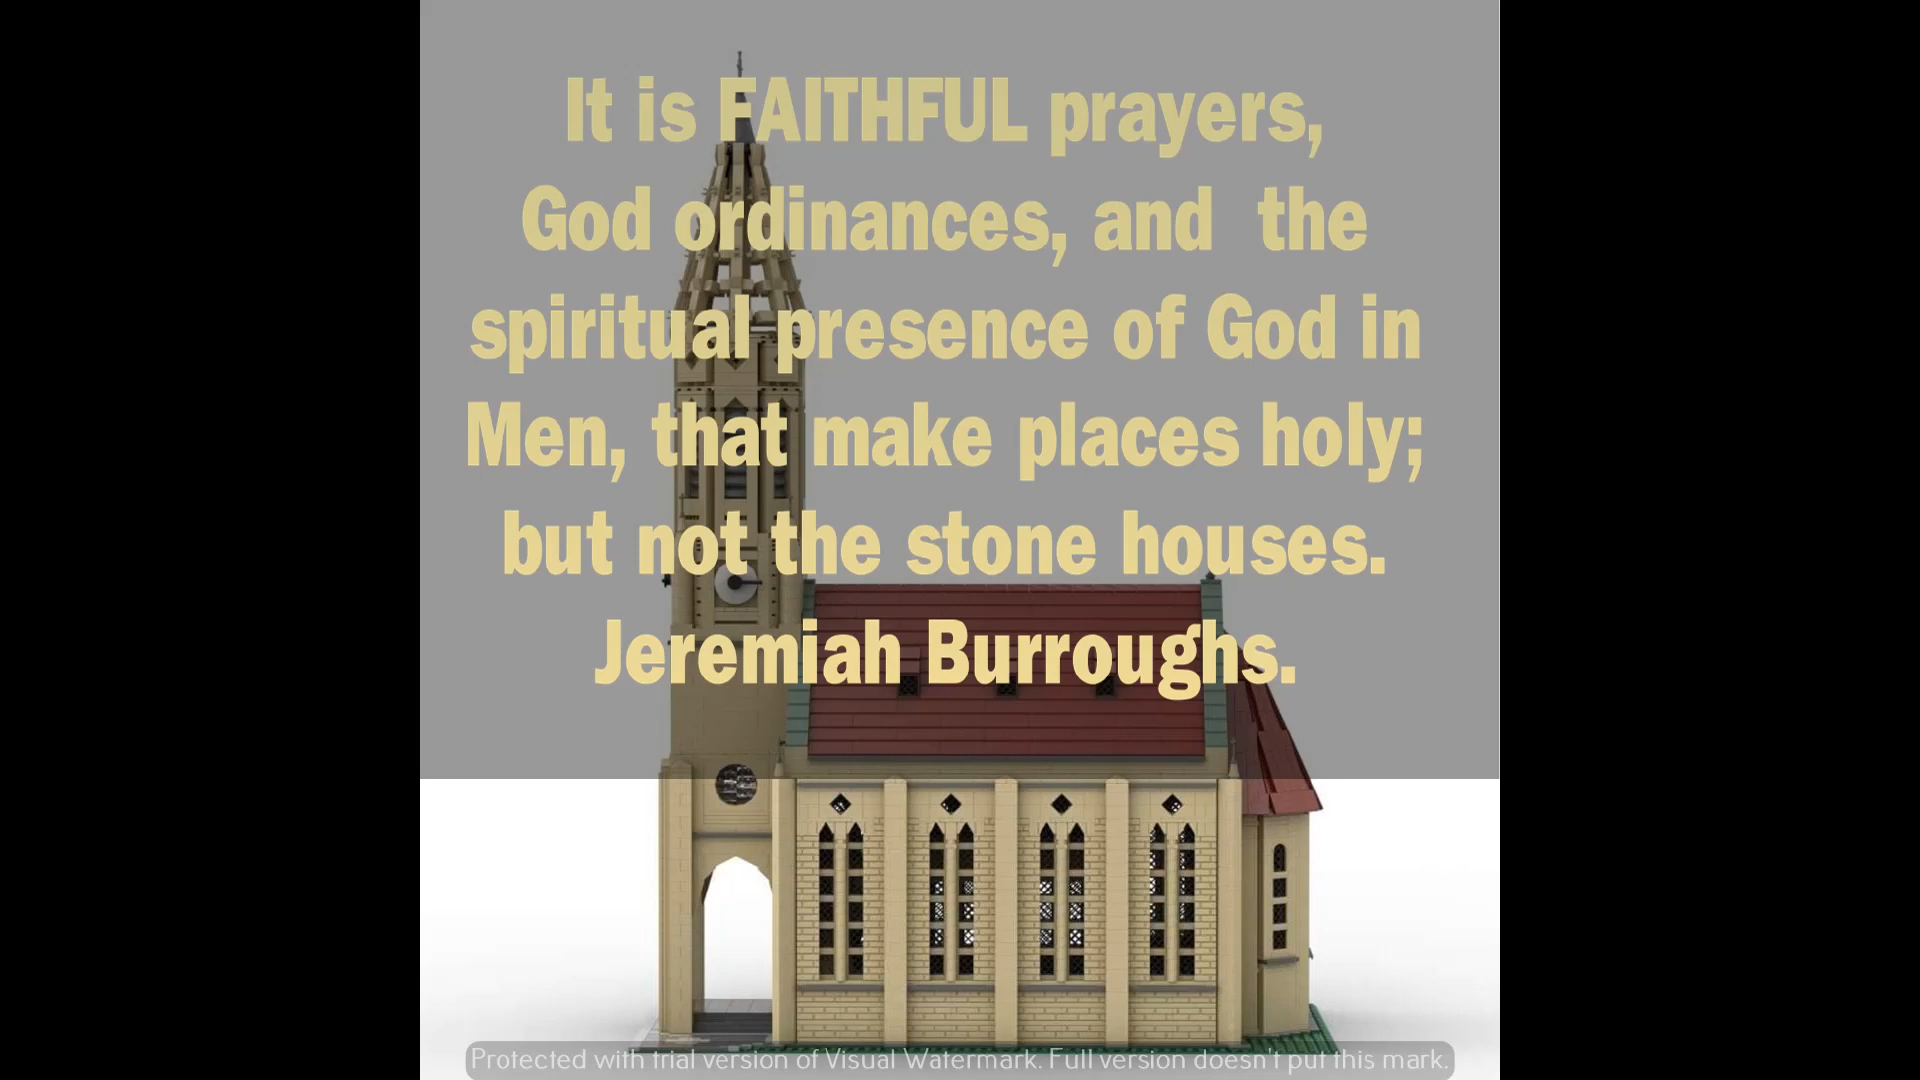 It is FAITHFUL prayers,
God ordinances, and  the
spiritual presence of God in
Men, that make places holy;
but not the stone houses.
Jeremiah Burroughs.
Protected with trial version of Visual Watermark. Full version doesn't put this mark.